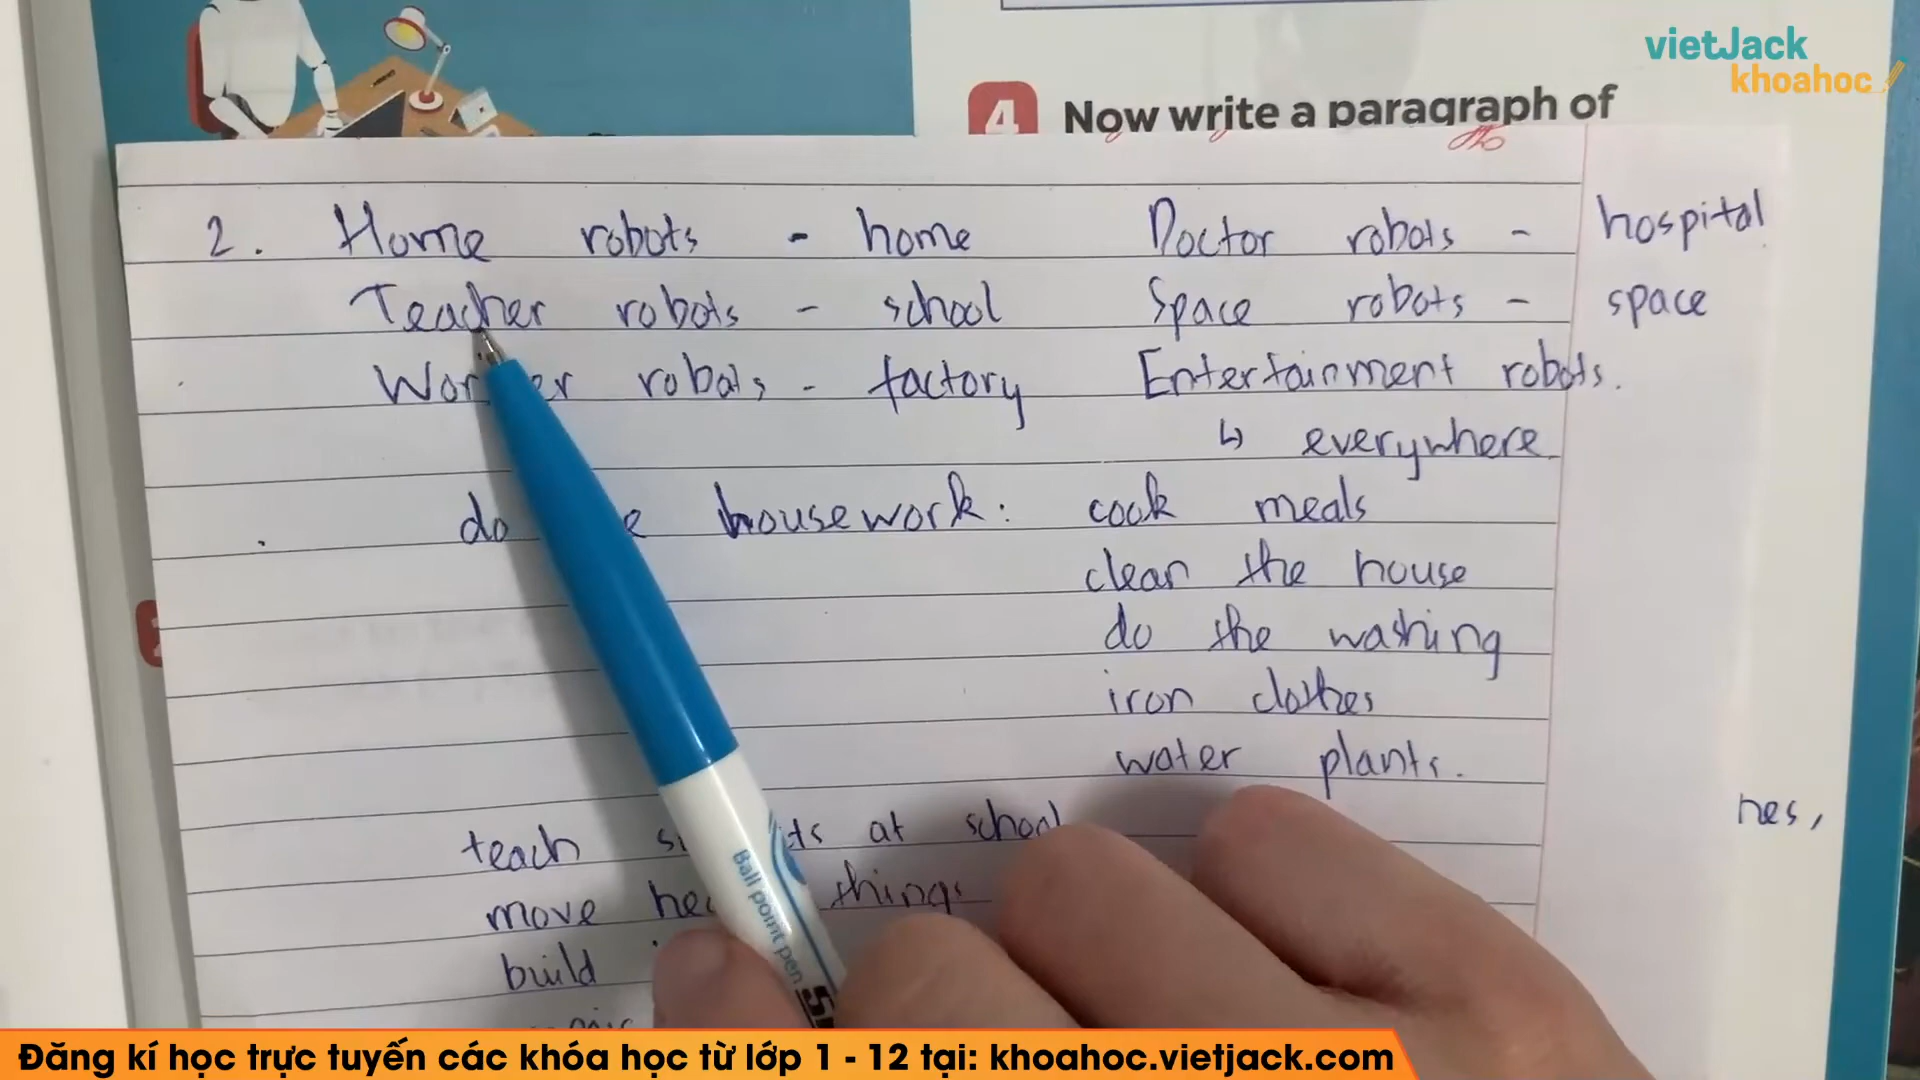 vietJack
khoahoc
4 Now write a paragraph of
2. Home robots - home Doctor robots - hospital
Teacher robots - school Space robots - space
robots - factory Entertainment robots.
↳ everywhere
do housework: cook meals
clean the house
do the washing
iron clothes
water plants.
teach at school
move things
build
Ball point pen
Đăng kí học trực tuyến các khóa học từ lớp 1 - 12 tại: khoahoc.vietjack.com